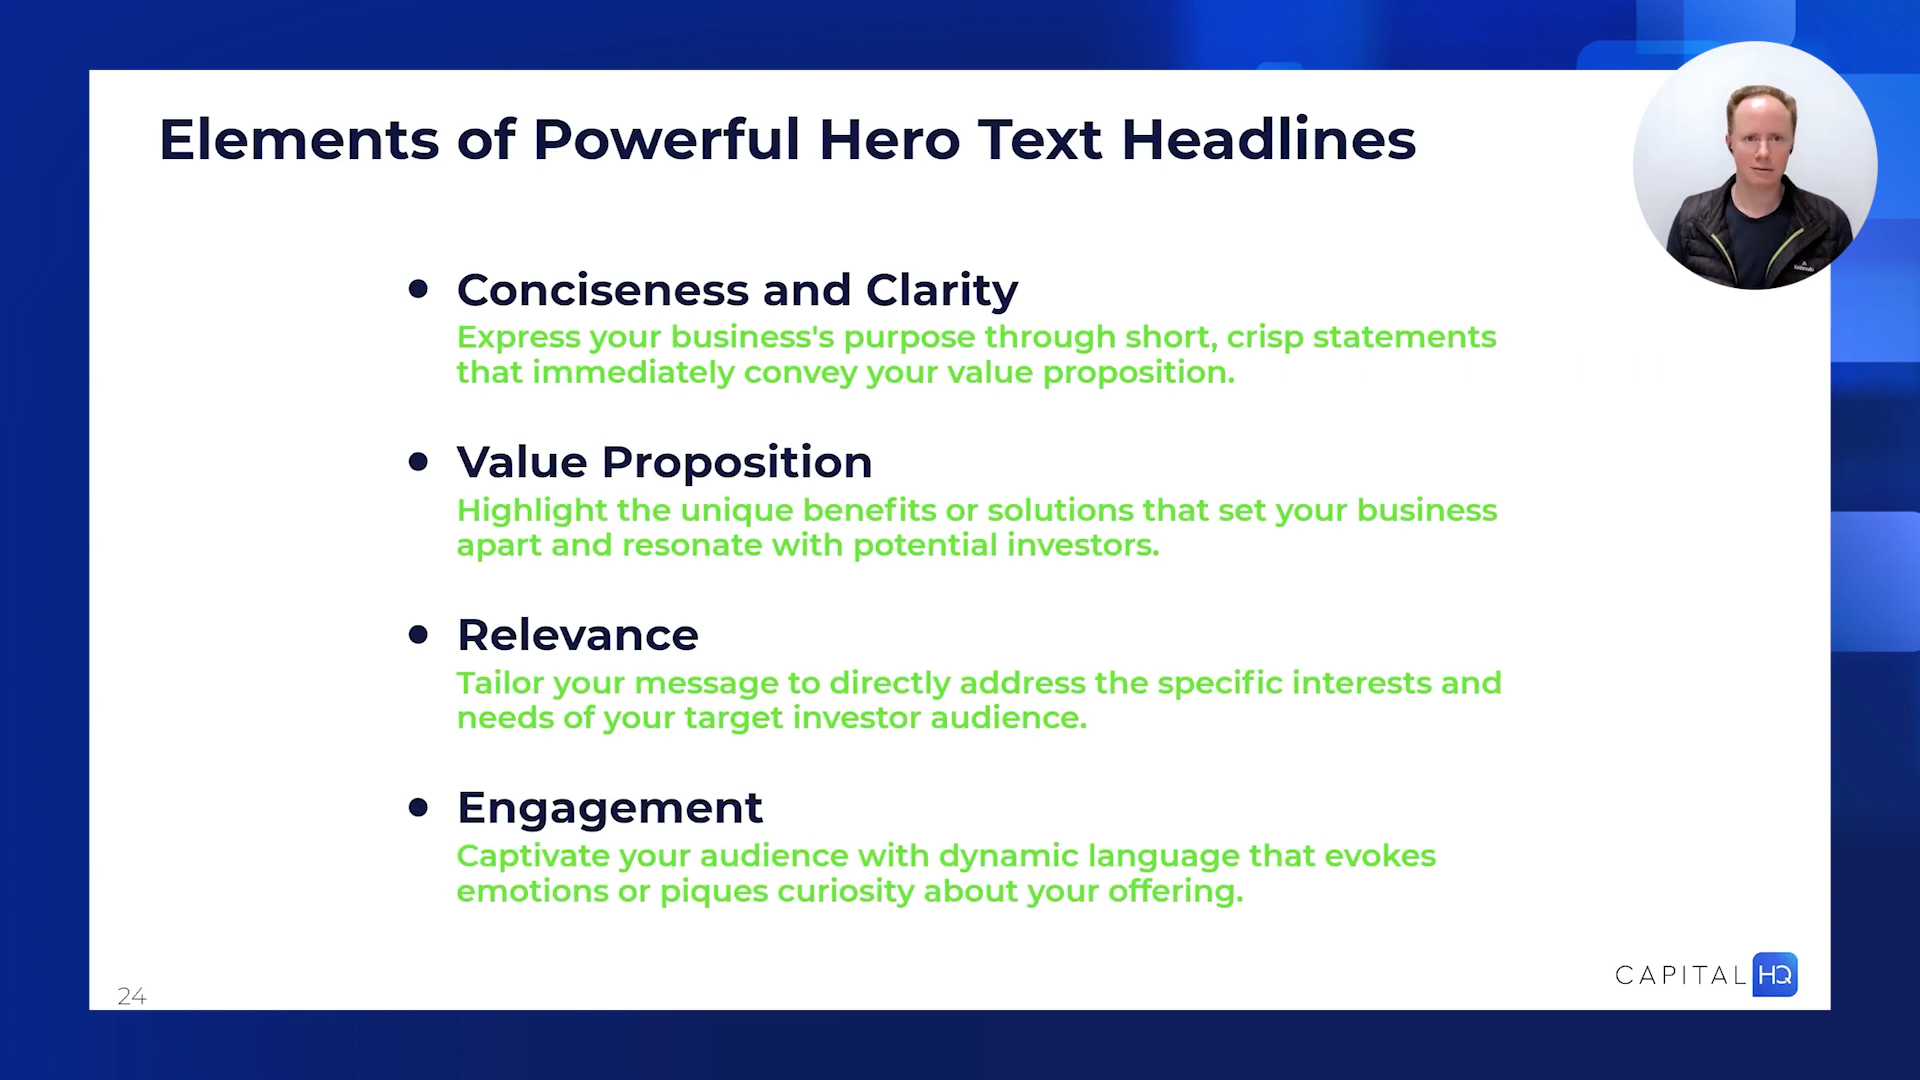 Elements of Powerful Hero Text Headlines
• Conciseness and Clarity
Express your business's purpose through short, crisp statements
that immediately convey your value proposition.
• Value Proposition
Highlight the unique benefits or solutions that set your business
apart and resonate with potential investors.
• Relevance
Tailor your message to directly address the specific interests and
needs of your target investor audience.
• Engagement
Captivate your audience with dynamic language that evokes
emotions or piques curiosity about your offering.
24
CAPITAL HQ